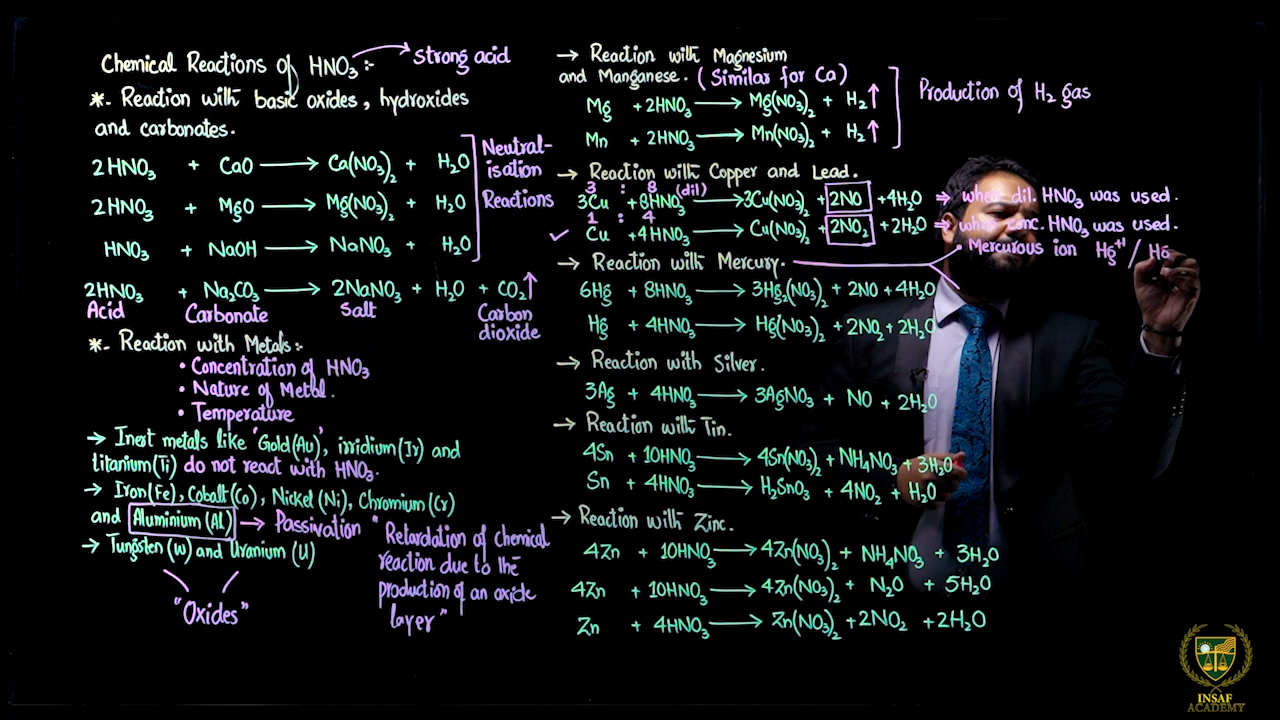 Chemical Reactions of HNO₃ :- → Strong acid
*- Reaction with basic oxides, hydroxides
and carbonates.
2HNO₃ + CaO ⟶ Ca(NO₃)₂ + H₂O
2HNO₃ + MgO ⟶ Mg(NO₃)₂ + H₂O
HNO₃ + NaOH ⟶ NaNO₃ + H₂O
Neutral-
isation
Reactions
2HNO₃ + Na₂CO₃ ⟶ 2NaNO₃ + H₂O + CO₂↑
Acid Carbonate Salt Carbon
dioxide
*- Reaction with Metals:-
• Concentration of HNO₃
• Nature of Metal.
• Temperature
→ Inert metals like 'Gold(Au)', irridium(Ir) and
titanium(Ti) do not react with HNO₃.
→ Iron(Fe), Cobalt(Co), Nickel(Ni), Chromium(Cr)
and Aluminium(Al) → Passivation
"Retardation of chemical
reaction due to the
production of an oxide
layer"
→ Tungsten(W) and Uranium(U)
"Oxides"
→ Reaction with Magnesium
and Manganese. (Similar for Ca)
Mg + 2HNO₃ ⟶ Mg(NO₃)₂ + H₂↑
Mn + 2HNO₃ ⟶ Mn(NO₃)₂ + H₂↑
Production of H₂ gas
→ Reaction with Copper and Lead.
3 : 8 (dil)
3Cu + 8HNO₃ ⟶ 3Cu(NO₃)₂ + 2NO + 4H₂O ⇒ when dil. HNO₃ was used.
1 : 4
✓ Cu + 4HNO₃ ⟶ Cu(NO₃)₂ + 2NO₂ + 2H₂O ⇒ when conc. HNO₃ was used.
→ Reaction with Mercury. • Mercurous ion Hg⁺¹ / Hg
6Hg + 8HNO₃ ⟶ 3Hg₂(NO₃)₂ + 2NO + 4H₂O
Hg + 4HNO₃ ⟶ Hg(NO₃)₂ + 2NO₂ + 2H₂O
→ Reaction with Silver.
3Ag + 4HNO₃ ⟶ 3AgNO₃ + NO + 2H₂O
→ Reaction with Tin.
4Sn + 10HNO₃ ⟶ 4Sn(NO₃)₂ + NH₄NO₃ + 3H₂O
Sn + 4HNO₃ ⟶ H₂SnO₃ + 4NO₂ + H₂O
→ Reaction with Zinc.
4Zn + 10HNO₃ ⟶ 4Zn(NO₃)₂ + NH₄NO₃ + 3H₂O
4Zn + 10HNO₃ ⟶ 4Zn(NO₃)₂ + N₂O + 5H₂O
Zn + 4HNO₃ ⟶ Zn(NO₃)₂ + 2NO₂ + 2H₂O
INSAF
ACADEMY